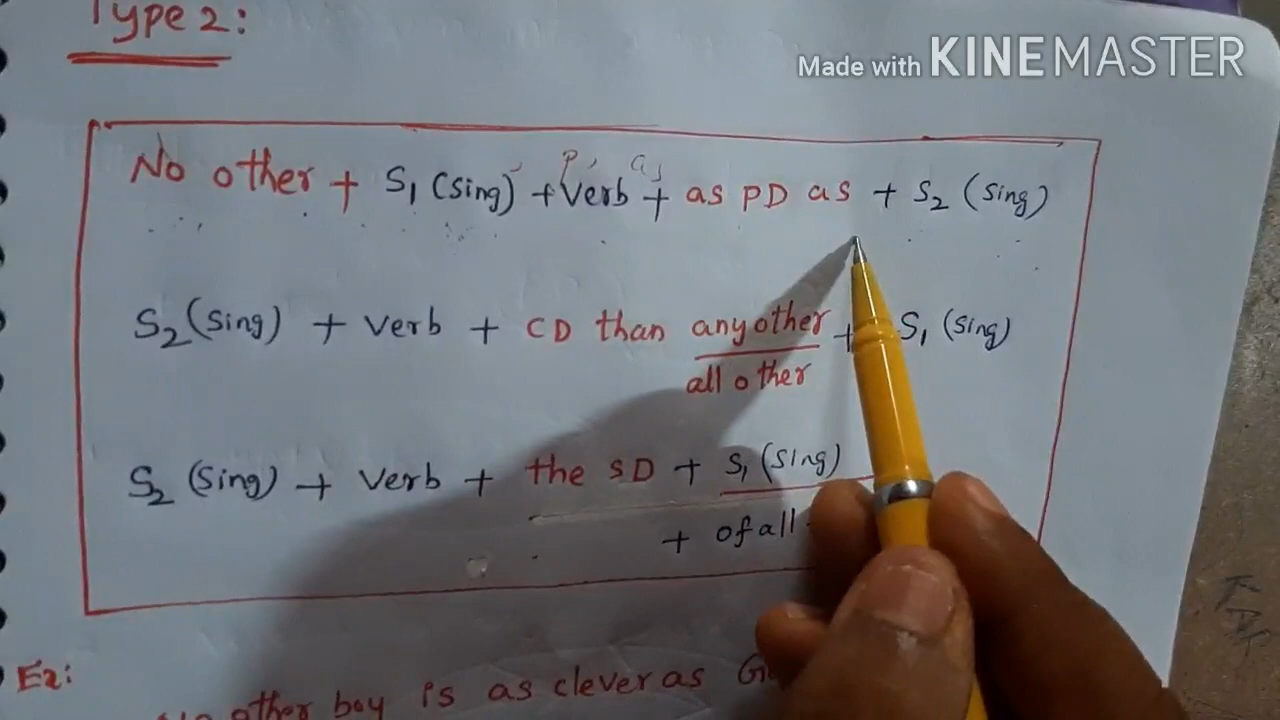 Type 2:
Made with KINEMASTER
P, as
No other + S1 (sing) + Verb + as PD as + S2 (Sing)
S2 (Sing) + Verb + CD than any other + S1 (Sing)
all other
S2 (Sing) + Verb + the SD + S1 (Sing)
+ of all
Ex:
other boy is as clever as